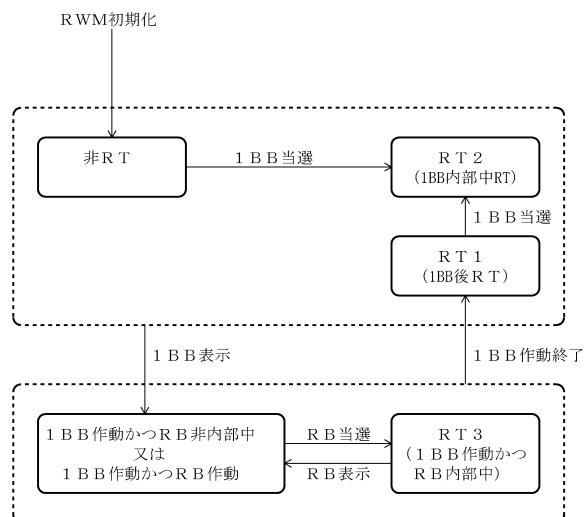 ＲＷＭ初期化
非ＲＴ
１ＢＢ当選
ＲＴ２
（1BB内部中RT）
１ＢＢ当選
ＲＴ１
（1BB後ＲＴ）
１ＢＢ表示
１ＢＢ作動終了
１ＢＢ作動かつＲＢ非内部中
又は
１ＢＢ作動かつＲＢ作動
ＲＢ当選
ＲＢ表示
ＲＴ３
（１ＢＢ作動かつ
ＲＢ内部中）